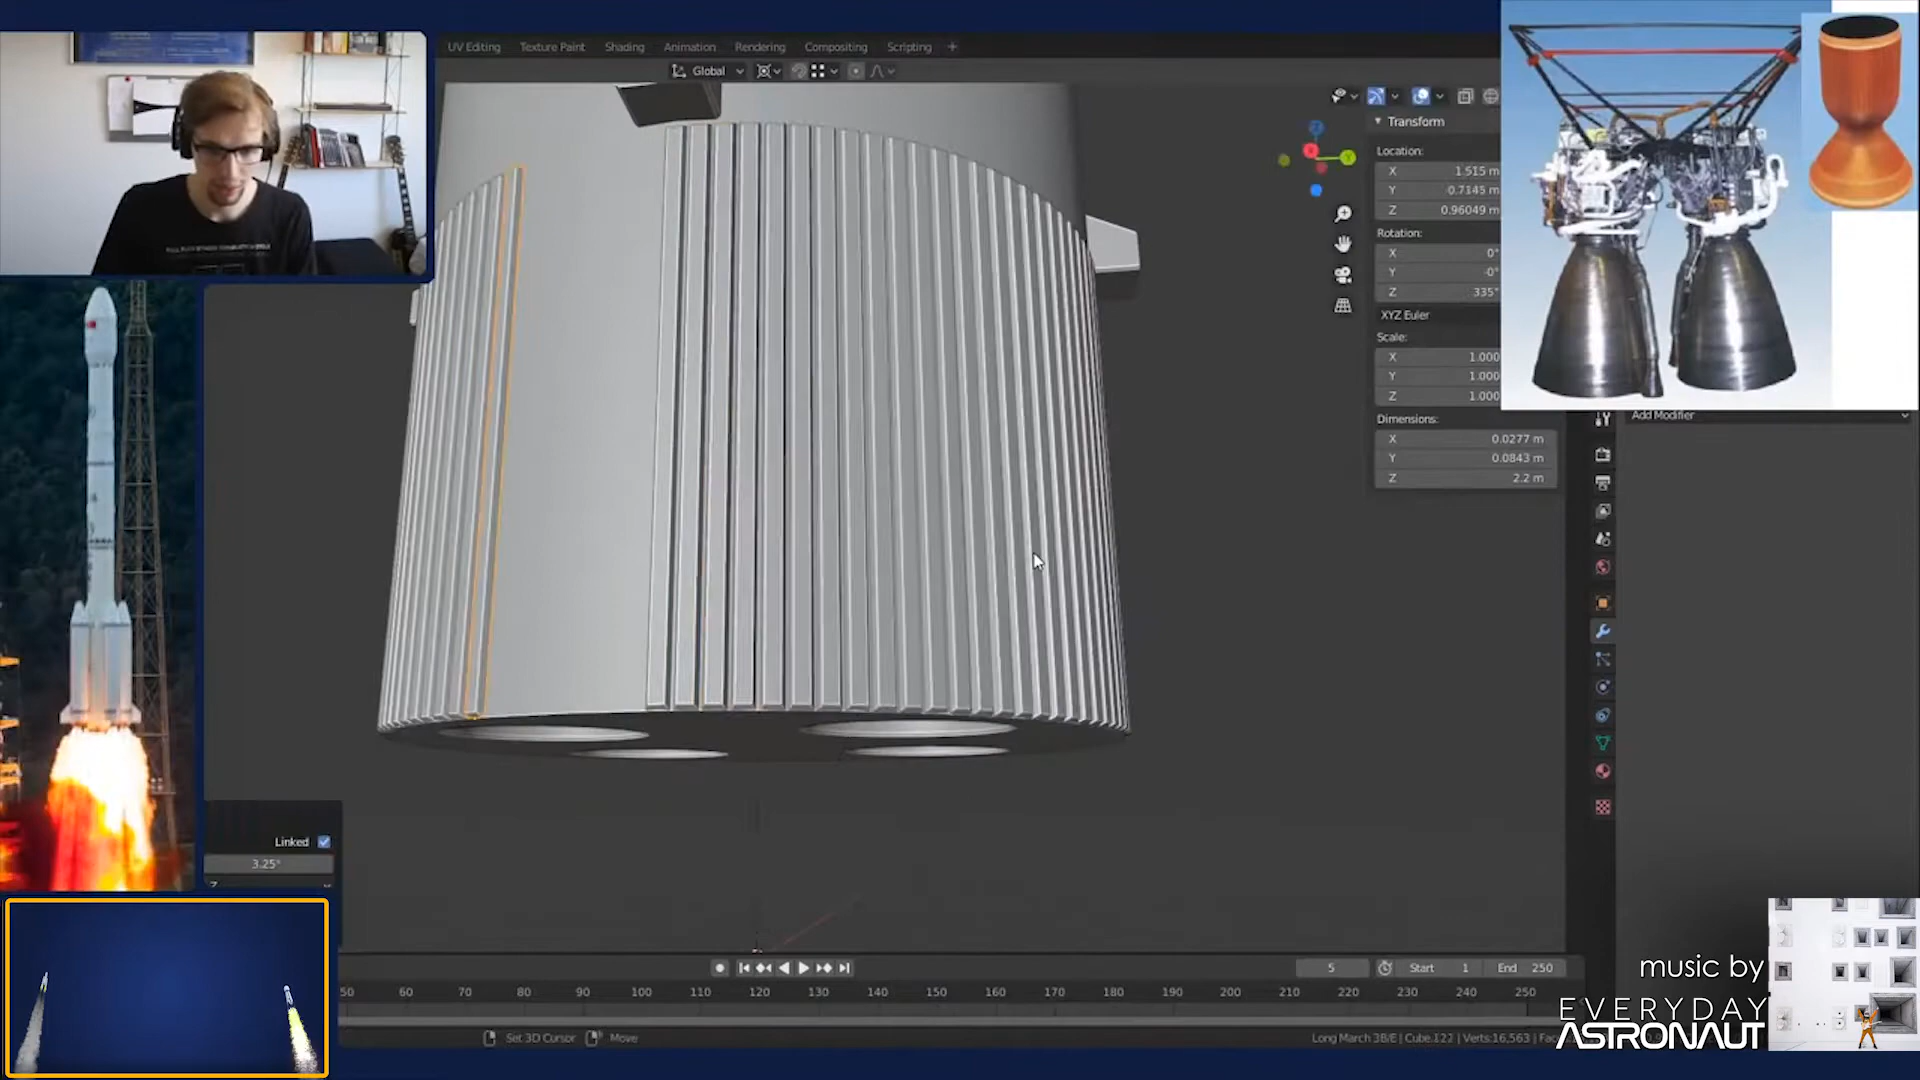 UV Editing Texture Paint Shading Animation Rendering Compositing Scripting +
Global
Transform
Location:
X 1.515 m
Y 0.7145 m
Z 0.96049 m
Rotation:
X 0°
Y -0°
Z 335°
XYZ Euler
Scale:
X 1.000
Y 1.000
Z 1.000
Dimensions:
X 0.0277 m
Y 0.0843 m
Z 2.2 m
Add Modifier
Linked
3.25°
Z
5 Start 1 End 250
50 60 70 80 90 100 110 120 130 140 150 160 170 180 190 200 210 220 230 240 250
Set 3D Cursor Move
Long March 3B/E | Cube.122 | Verts:16,563 |
music by
EVERYDAY
ASTRONAUT